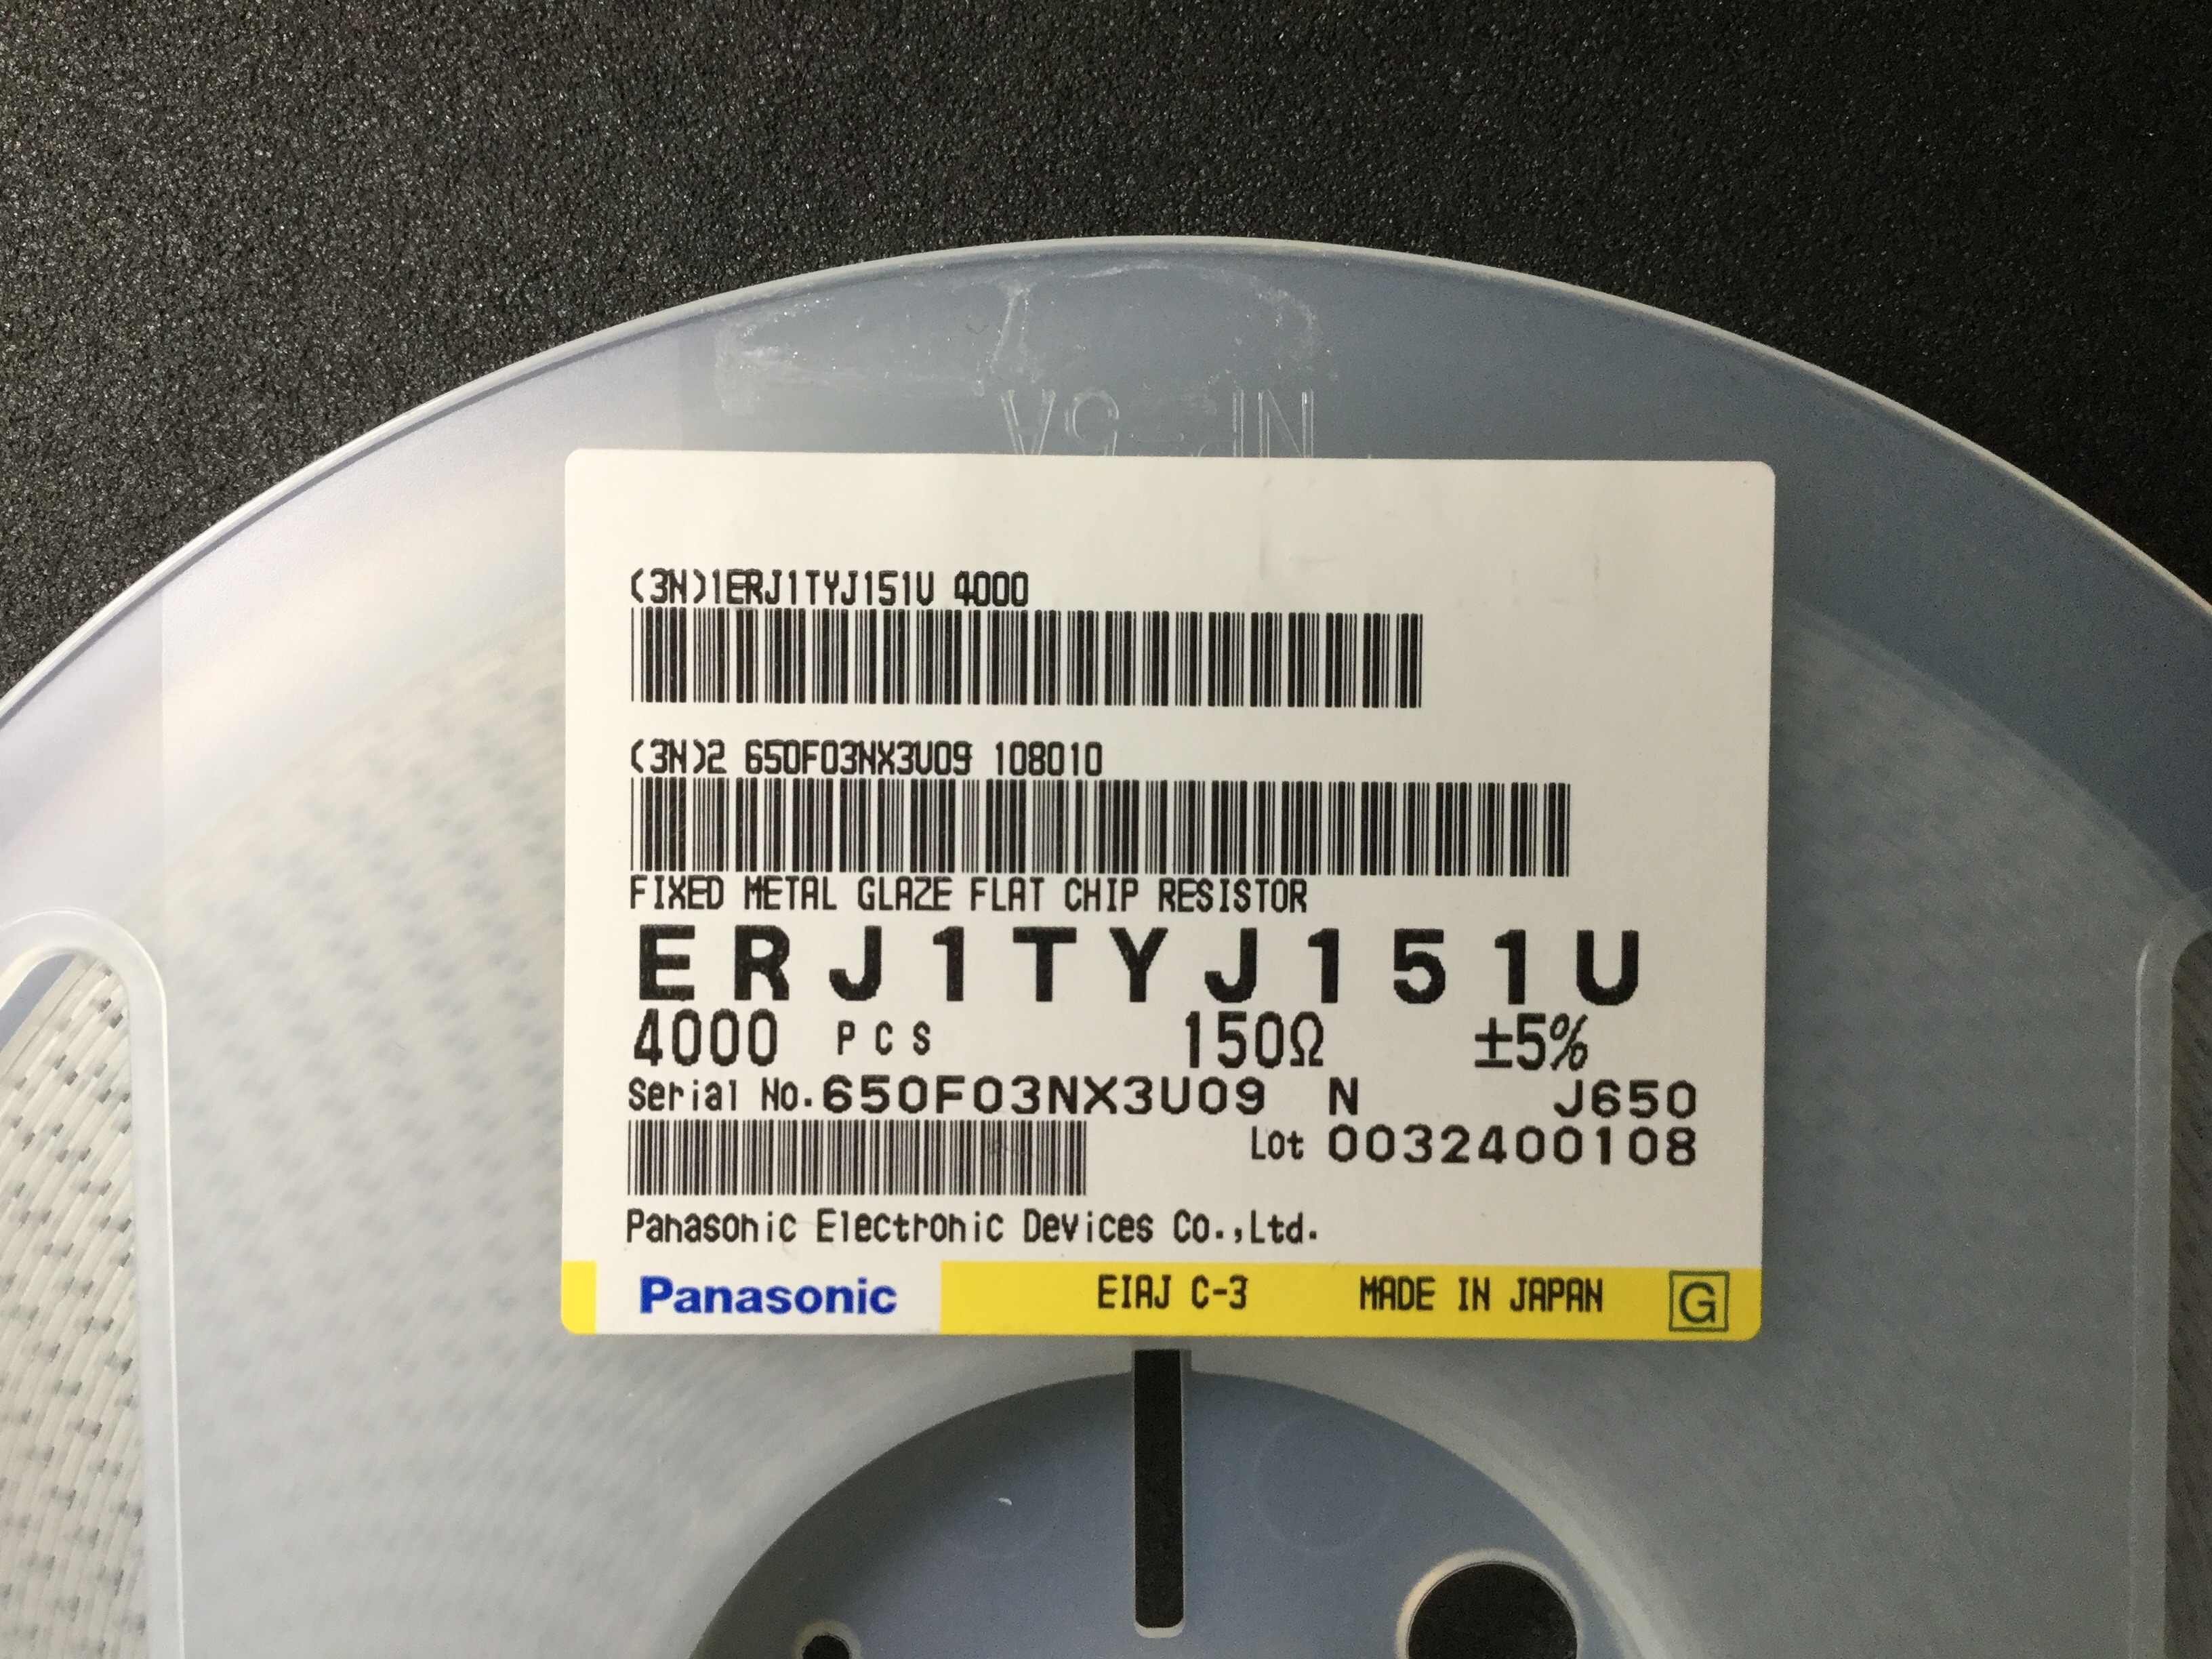 (3N)1ERJ1TYJ151U 4000
(3N)2 650F03NX3U09 108010
FIXED METAL GLAZE FLAT CHIP RESISTOR
ERJ1TYJ151U
4000 PCS 150Ω ±5%
Serial No.650F03NX3U09 N J650
Lot 0032400108
Panasonic Electronic Devices Co.,Ltd.
Panasonic EIAJ C-3 MADE IN JAPAN G